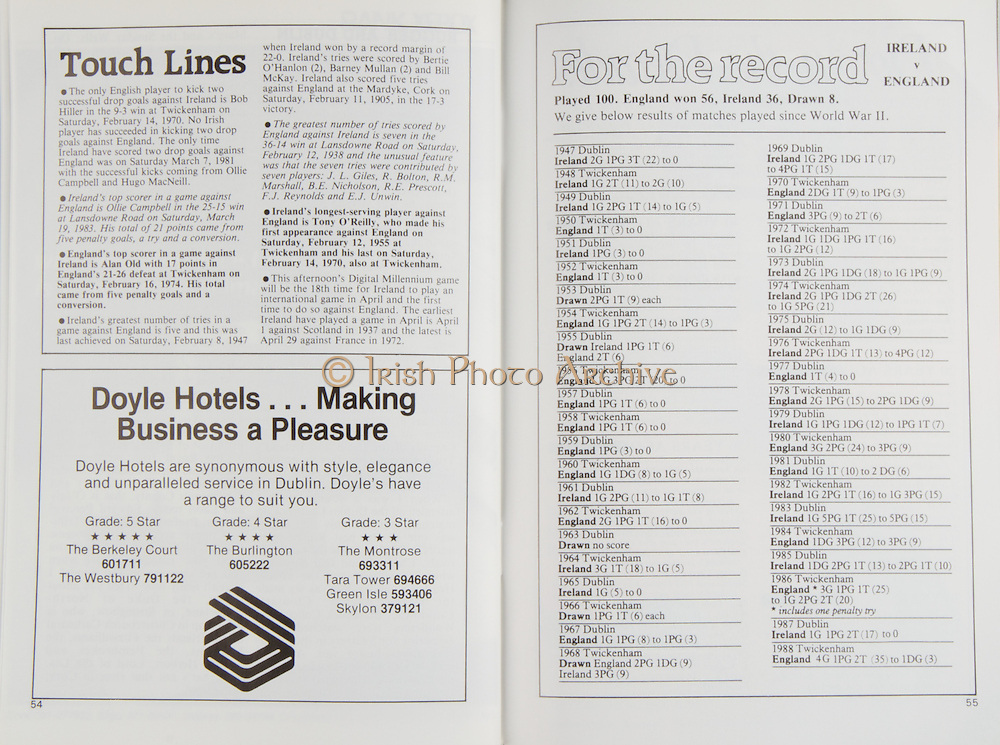 Touch Lines
● The only English player to kick two
successful drop goals against Ireland is Bob
Hiller in the 9-3 win at Twickenham on
Saturday, February 14, 1970. No Irish
player has succeeded in kicking two drop
goals against England. The only time
Ireland have scored two drop goals against
England was on Saturday March 7, 1981
with the successful kicks coming from Ollie
Campbell and Hugo MacNeill.
● Ireland's top scorer in a game against
England is Ollie Campbell in the 25-15 win
at Lansdowne Road on Saturday, March
19, 1983. His total of 21 points came from
five penalty goals, a try and a conversion.
● England's top scorer in a game against
Ireland is Alan Old with 17 points in
England's 21-26 defeat at Twickenham on
Saturday, February 16, 1974. His total
came from five penalty goals and a
conversion.
● Ireland's greatest number of tries in a
game against England is five and this was
last achieved on Saturday, February 8, 1947
when Ireland won by a record margin of
22-0. Ireland's tries were scored by Bertie
O'Hanlon (2), Barney Mullan (2) and Bill
McKay. Ireland also scored five tries
against England at the Mardyke, Cork on
Saturday, February 11, 1905, in the 17-3
victory.
● The greatest number of tries scored by
England against Ireland is seven in the
36-14 win at Lansdowne Road on Saturday,
February 12, 1938 and the unusual feature
was that the seven tries were contributed by
seven players: J. L. Giles, R. Bolton, R.M.
Marshall, B.E. Nicholson, R.E. Prescott,
F.J. Reynolds and E.J. Unwin.
● Ireland's longest-serving player against
England is Tony O'Reilly, who made his
first appearance against England on
Saturday, February 12, 1955 at
Twickenham and his last on Saturday,
February 14, 1970, also at Twickenham.
● This afternoon's Digital Millennium game
will be the 18th time for Ireland to play an
international game in April and the first
time to do so against England. The earliest
Ireland have played a game in April is April
1 against Scotland in 1937 and the latest is
April 29 against France in 1972.
Doyle Hotels . . . Making
Business a Pleasure
Doyle Hotels are synonymous with style, elegance
and unparalleled service in Dublin. Doyle's have
a range to suit you.
Grade: 5 Star
★ ★ ★ ★ ★
The Berkeley Court
601711
The Westbury 791122
Grade: 4 Star
★ ★ ★ ★
The Burlington
605222
Grade: 3 Star
★ ★ ★
The Montrose
693311
Tara Tower 694666
Green Isle 593406
Skylon 379121
54
For the record
IRELAND
v
ENGLAND
Played 100. England won 56, Ireland 36, Drawn 8.
We give below results of matches played since World War II.
1947 Dublin
Ireland 2G 1PG 3T (22) to 0
1948 Twickenham
Ireland 1G 2T (11) to 2G (10)
1949 Dublin
Ireland 1G 2PG 1T (14) to 1G (5)
1950 Twickenham
England 1T (3) to 0
1951 Dublin
Ireland 1PG (3) to 0
1952 Twickenham
England 1T (3) to 0
1953 Dublin
Drawn 2PG 1T (9) each
1954 Twickenham
England 1G 1PG 2T (14) to 1PG (3)
1955 Dublin
Drawn Ireland 1PG 1T (6)
England 2T (6)
1956 Twickenham
England 1G 3PG 2T (20) to 0
1957 Dublin
England 1PG 1T (6) to 0
1958 Twickenham
England 1PG 1T (6) to 0
1959 Dublin
England 1PG (3) to 0
1960 Twickenham
England 1G 1DG (8) to 1G (5)
1961 Dublin
Ireland 1G 2PG (11) to 1G 1T (8)
1962 Twickenham
England 2G 1PG 1T (16) to 0
1963 Dublin
Drawn no score
1964 Twickenham
Ireland 3G 1T (18) to 1G (5)
1965 Dublin
Ireland 1G (5) to 0
1966 Twickenham
Drawn 1PG 1T (6) each
1967 Dublin
England 1G 1PG (8) to 1PG (3)
1968 Twickenham
Drawn England 2PG 1DG (9)
Ireland 3PG (9)
1969 Dublin
Ireland 1G 2PG 1DG 1T (17)
to 4PG 1T (15)
1970 Twickenham
England 2DG 1T (9) to 1PG (3)
1971 Dublin
England 3PG (9) to 2T (6)
1972 Twickenham
Ireland 1G 1DG 1PG 1T (16)
to 1G 2PG (12)
1973 Dublin
Ireland 2G 1PG 1DG (18) to 1G 1PG (9)
1974 Twickenham
Ireland 2G 1PG 1DG 2T (26)
to 1G 5PG (21)
1975 Dublin
Ireland 2G (12) to 1G 1DG (9)
1976 Twickenham
Ireland 2PG 1DG 1T (13) to 4PG (12)
1977 Dublin
England 1T (4) to 0
1978 Twickenham
England 2G 1PG (15) to 2PG 1DG (9)
1979 Dublin
Ireland 1G 1PG 1DG (12) to 1PG 1T (7)
1980 Twickenham
England 3G 2PG (24) to 3PG (9)
1981 Dublin
England 1G 1T (10) to 2 DG (6)
1982 Twickenham
Ireland 1G 2PG 1T (16) to 1G 3PG (15)
1983 Dublin
Ireland 1G 5PG 1T (25) to 5PG (15)
1984 Twickenham
England 1DG 3PG (12) to 3PG (9)
1985 Dublin
Ireland 1DG 2PG 1T (13) to 2PG 1T (10)
1986 Twickenham
England * 3G 1PG 1T (25)
to 1G 2PG 2T (20)
* includes one penalty try
1987 Dublin
Ireland 1G 1PG 2T (17) to 0
1988 Twickenham
England 4G 1PG 2T (35) to 1DG (3)
55
© Irish Photo Archive